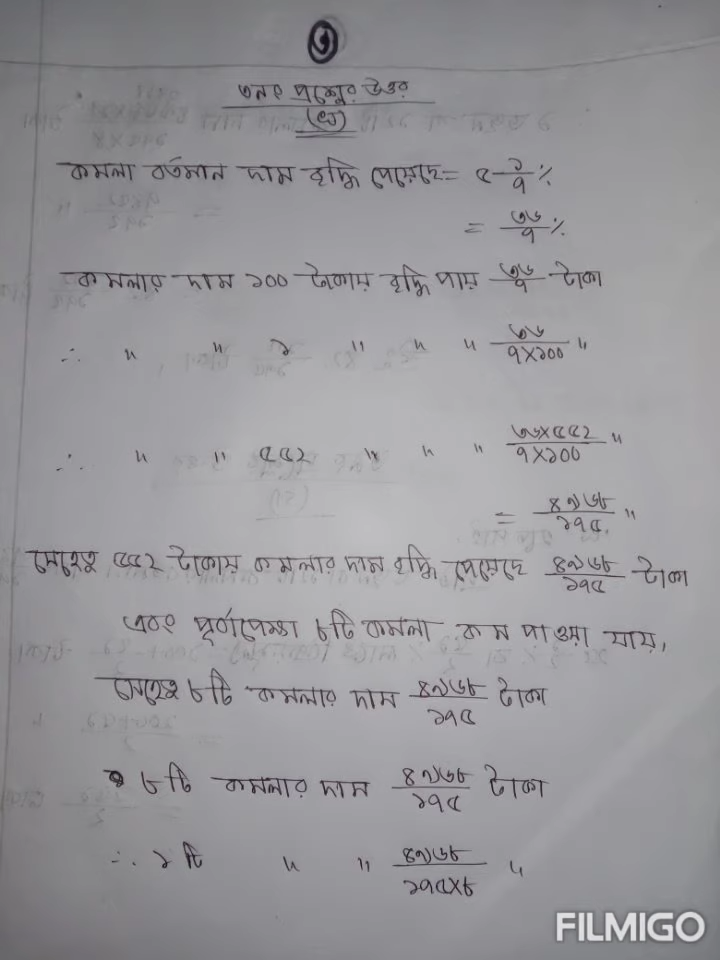 ৩
৩নং প্রশ্নের উত্তর
(গ)
কমলা বর্তমান দাম বৃদ্ধি পেয়েছে = ৫ ১/৭ %
= ৩৬/৭ %
কমলার দাম ১০০ টাকায় বৃদ্ধি পায় ৩৬/৭ টাকা
∴ " " ১ " " " ৩৬/৭×১০০ "
∴ " " ৫৫২ " " " ৩৬×৫৫২/৭×১০০ "
= ৪৯৬৮/১৭৫ "
যেহেতু ৫৫২ টাকায় কমলার দাম বৃদ্ধি পেয়েছে ৪৯৬৮/১৭৫ টাকা
এবং পূর্বাপেক্ষা ৮টি কমলা কম পাওয়া যায়,
সেহেতু ৮টি কমলার দাম ৪৯৬৮/১৭৫ টাকা
৮টি কমলার দাম ৪৯৬৮/১৭৫ টাকা
∴ ১ টি " " ৪৯৬৮/১৭৫×৮ "
FILMIGO